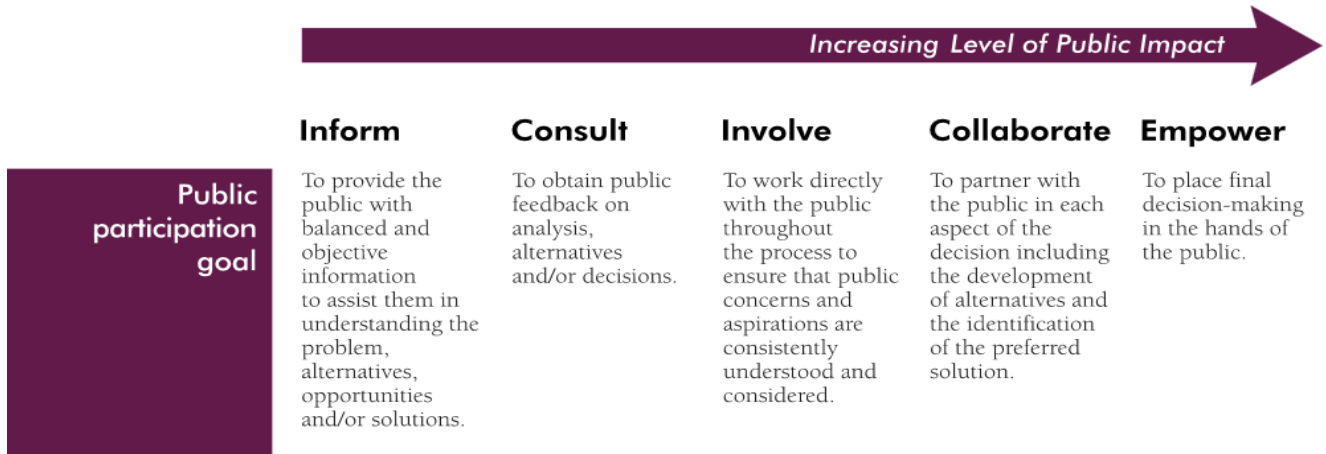 Increasing Level of Public Impact
Inform
Consult
Involve
Collaborate
Empower
Public
participation
goal
To provide the
public with
balanced and
objective
information
to assist them in
understanding the
problem,
alternatives,
opportunities
and/or solutions.
To obtain public
feedback on
analysis,
alternatives
and/or decisions.
To work directly
with the public
throughout
the process to
ensure that public
concerns and
aspirations are
consistently
understood and
considered.
To partner with
the public in each
aspect of the
decision including
the development
of alternatives and
the identification
of the preferred
solution.
To place final
decision-making
in the hands of
the public.